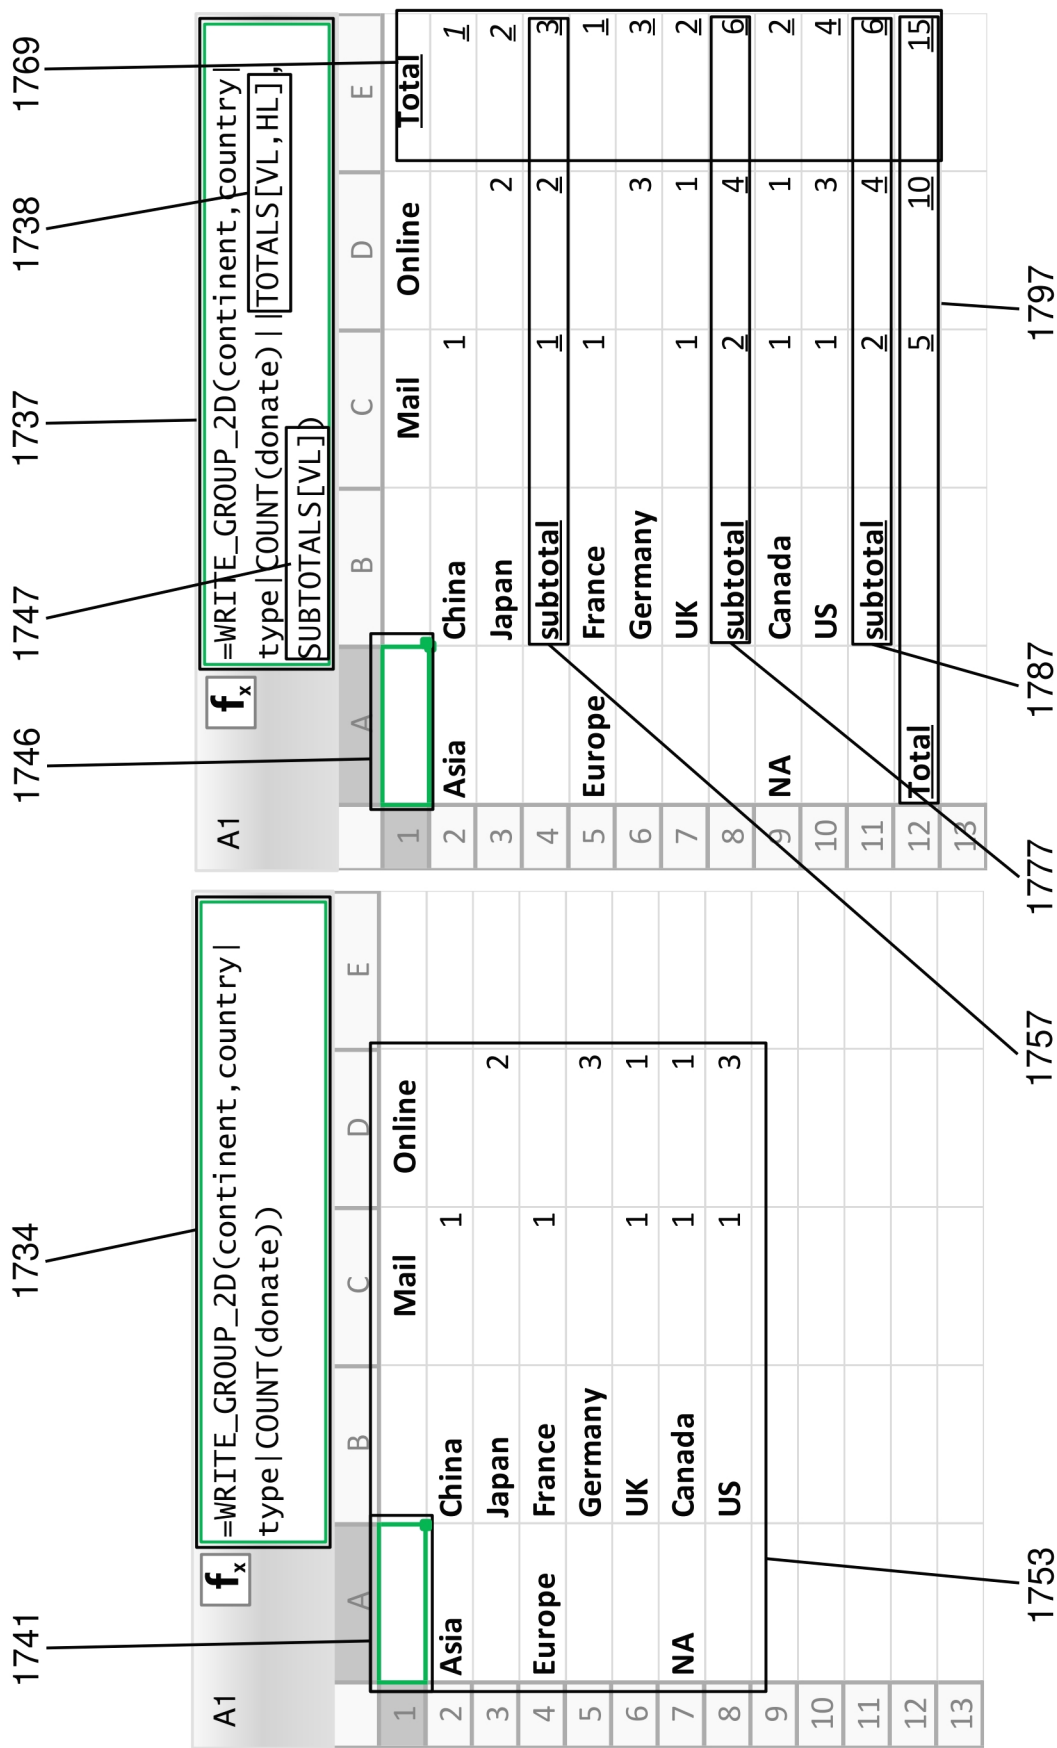 1734
1741
A1
fx
=WRITE_GROUP_2D(continent,country|
type|COUNT(donate))
A B C D E
1 Mail Online
2 Asia China 1
3 Japan 2
4 Europe France 1
5 Germany 3
6 UK 1 1
7 NA Canada 1 1
8 US 1 3
9
10
11
12
13
1753
1746
1747
1737
1738
1769
A1
fx
=WRITE_GROUP_2D(continent,country|
type|COUNT(donate)||TOTALS[VL,HL],
SUBTOTALS[VL])
A B C D E
1 Mail Online Total
2 Asia China 1 1
3 Japan 2 2
4 subtotal 1 2 3
5 Europe France 1 1
6 Germany 3 3
7 UK 1 1 2
8 subtotal 2 4 6
9 NA Canada 1 1 2
10 US 1 3 4
11 subtotal 2 4 6
12 Total 5 10 15
13
1757
1777
1787
1797